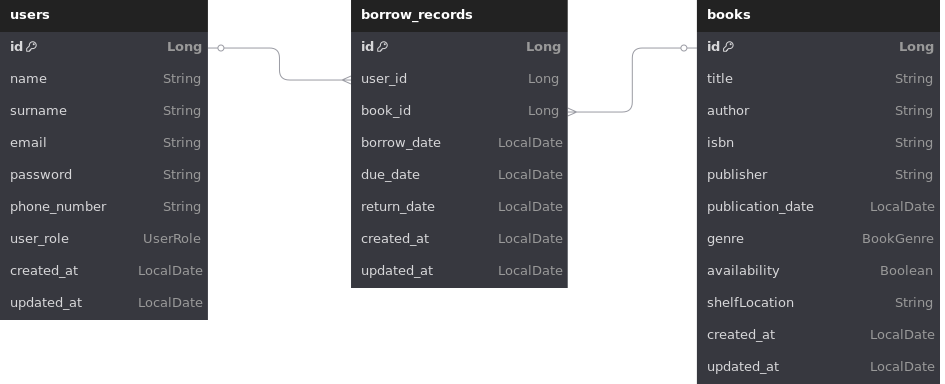 users
id Long
name String
surname String
email String
password String
phone_number String
user_role UserRole
created_at LocalDate
updated_at LocalDate
borrow_records
id Long
user_id Long
book_id Long
borrow_date LocalDate
due_date LocalDate
return_date LocalDate
created_at LocalDate
updated_at LocalDate
books
id Long
title String
author String
isbn String
publisher String
publication_date LocalDate
genre BookGenre
availability Boolean
shelfLocation String
created_at LocalDate
updated_at LocalDate